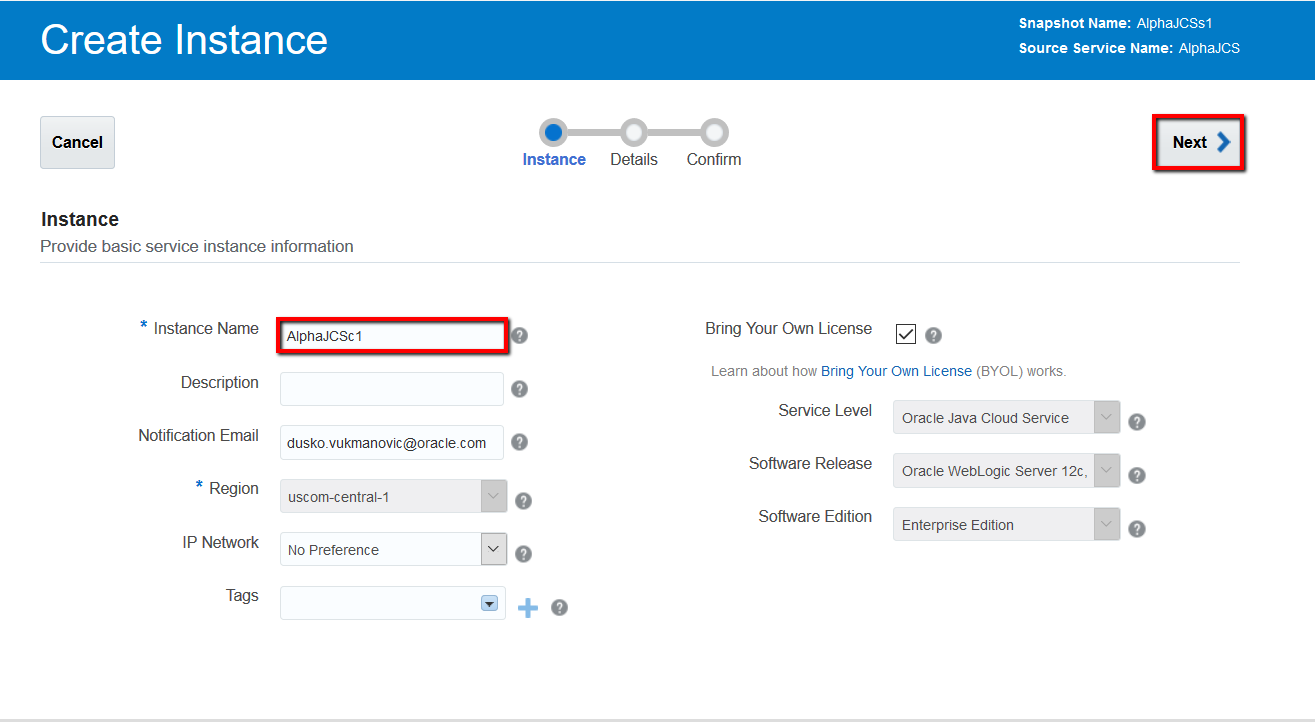 Create Instance
Snapshot Name: AlphaJCSs1
Source Service Name: AlphaJCS
Cancel
Next
Instance
Details
Confirm
Instance
Provide basic service instance information
* Instance Name
AlphaJCSc1
?
Description
?
Notification Email
dusko.vukmanovic@oracle.com
?
* Region
uscom-central-1
?
IP Network
No Preference
?
Tags
?
Bring Your Own License
?
Learn about how Bring Your Own License (BYOL) works.
Service Level
Oracle Java Cloud Service
?
Software Release
Oracle WebLogic Server 12c,
?
Software Edition
Enterprise Edition
?